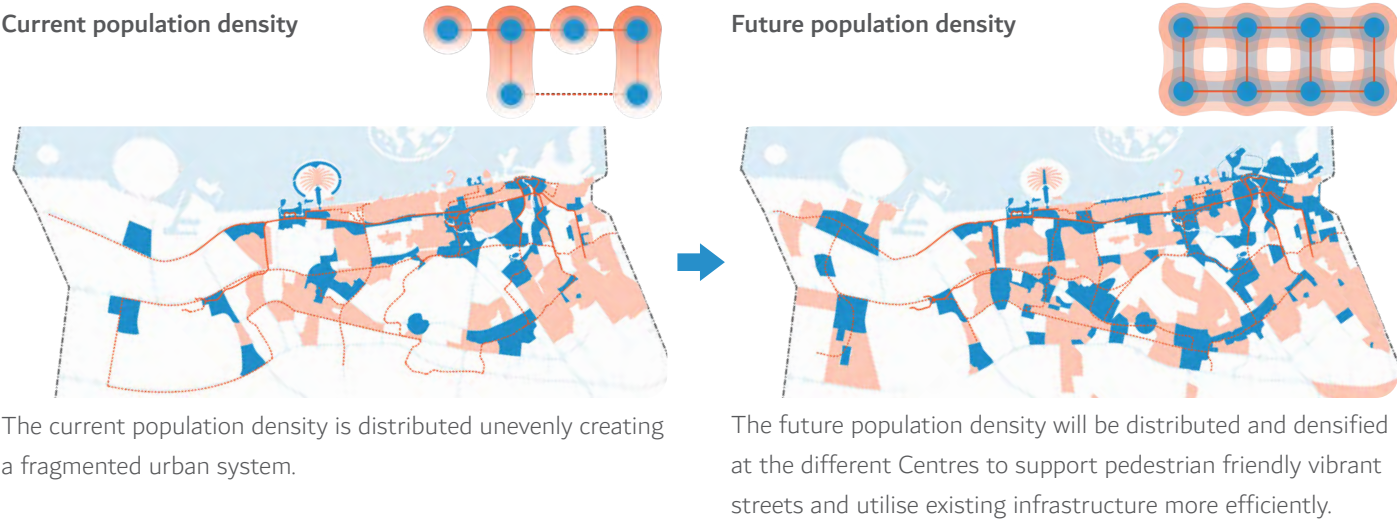 Current population density
The current population density is distributed unevenly creating
a fragmented urban system.
Future population density
The future population density will be distributed and densified
at the different Centres to support pedestrian friendly vibrant
streets and utilise existing infrastructure more efficiently.